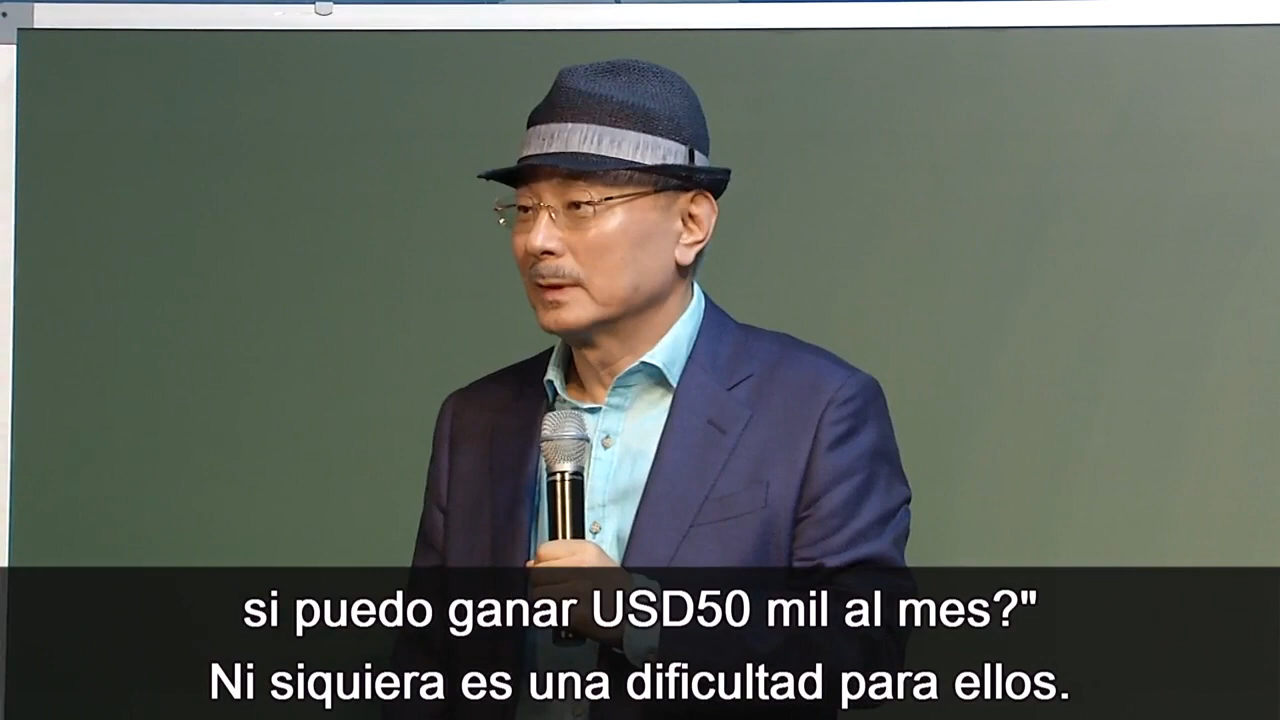 si puedo ganar USD50 mil al mes?"
Ni siquiera es una dificultad para ellos.